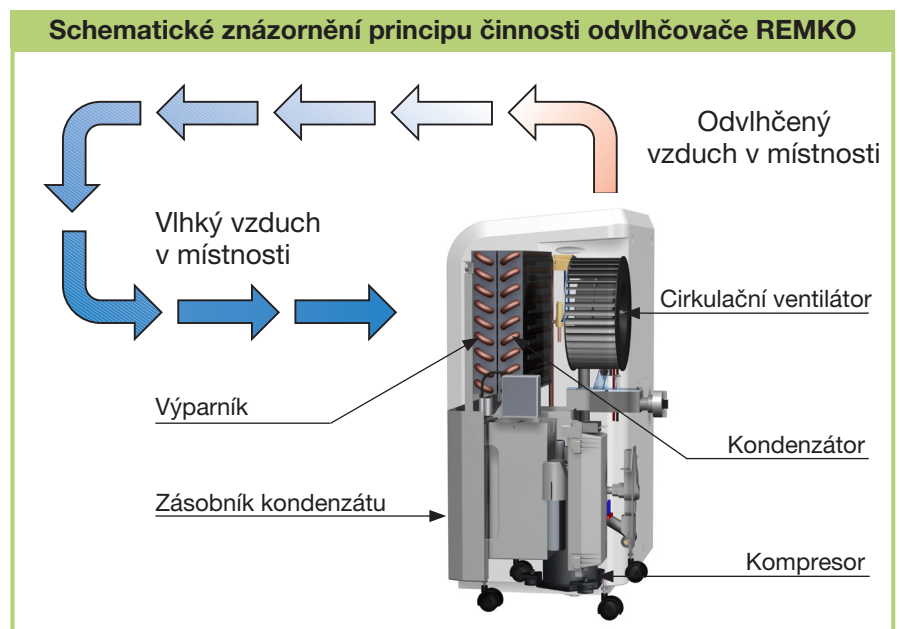 Schematické znázornění principu činnosti odvlhčovače REMKO
Odvlhčený
vzduch v místnosti
Vlhký vzduch
v místnosti
Cirkulační ventilátor
Výparník
Kondenzátor
Zásobník kondenzátu
Kompresor